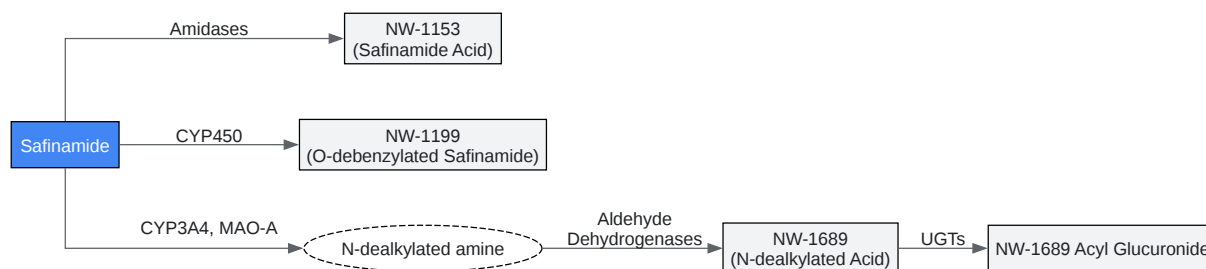 Amidases
NW-1153
(Safinamide Acid)
Safinamide
CYP450
NW-1199
(O-debenzylated Safinamide)
CYP3A4, MAO-A
N-dealkylated amine
Aldehyde
Dehydrogenases
NW-1689
(N-dealkylated Acid)
UGTs
NW-1689 Acyl Glucuronide